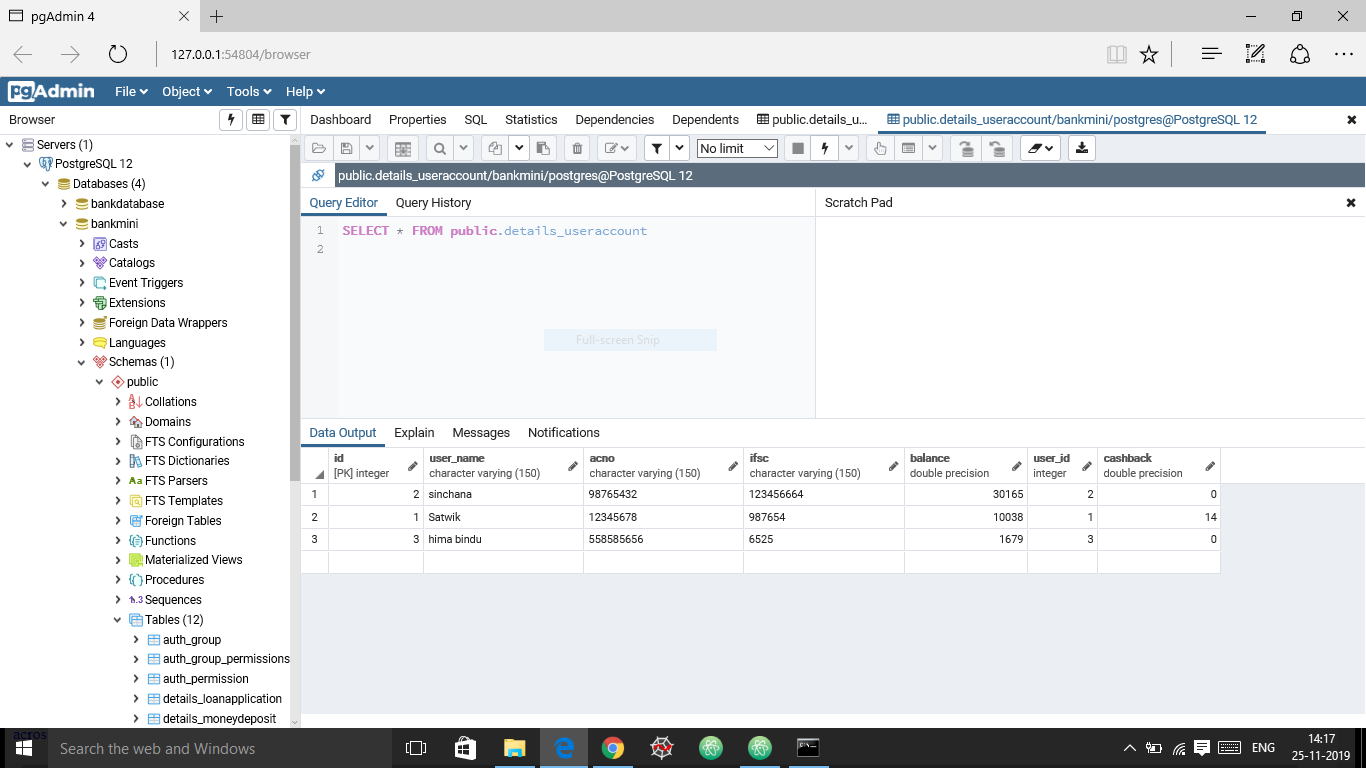 pgAdmin 4
127.0.0.1:54804/browser
pgAdmin File Object Tools Help
Browser
Dashboard Properties SQL Statistics Dependencies Dependents public.details_u... public.details_useraccount/bankmini/postgres@PostgreSQL 12
No limit
public.details_useraccount/bankmini/postgres@PostgreSQL 12
Query Editor Query History
Scratch Pad
1 SELECT * FROM public.details_useraccount
2
Full-screen Snip
Servers (1)
PostgreSQL 12
Databases (4)
bankdatabase
bankmini
Casts
Catalogs
Event Triggers
Extensions
Foreign Data Wrappers
Languages
Schemas (1)
public
Collations
Domains
FTS Configurations
FTS Dictionaries
FTS Parsers
FTS Templates
Foreign Tables
Functions
Materialized Views
Procedures
Sequences
Tables (12)
auth_group
auth_group_permissions
auth_permission
details_loanapplication
details_moneydeposit
Data Output Explain Messages Notifications
id user_name acno ifsc balance user_id cashback
[PK] integer character varying (150) character varying (150) character varying (150) double precision integer double precision
1 2 sinchana 98765432 123456664 30165 2 0
2 1 Satwik 12345678 987654 10038 1 14
3 3 hima bindu 558585656 6525 1679 3 0
acros
Search the web and Windows
ENG
14:17
25-11-2019